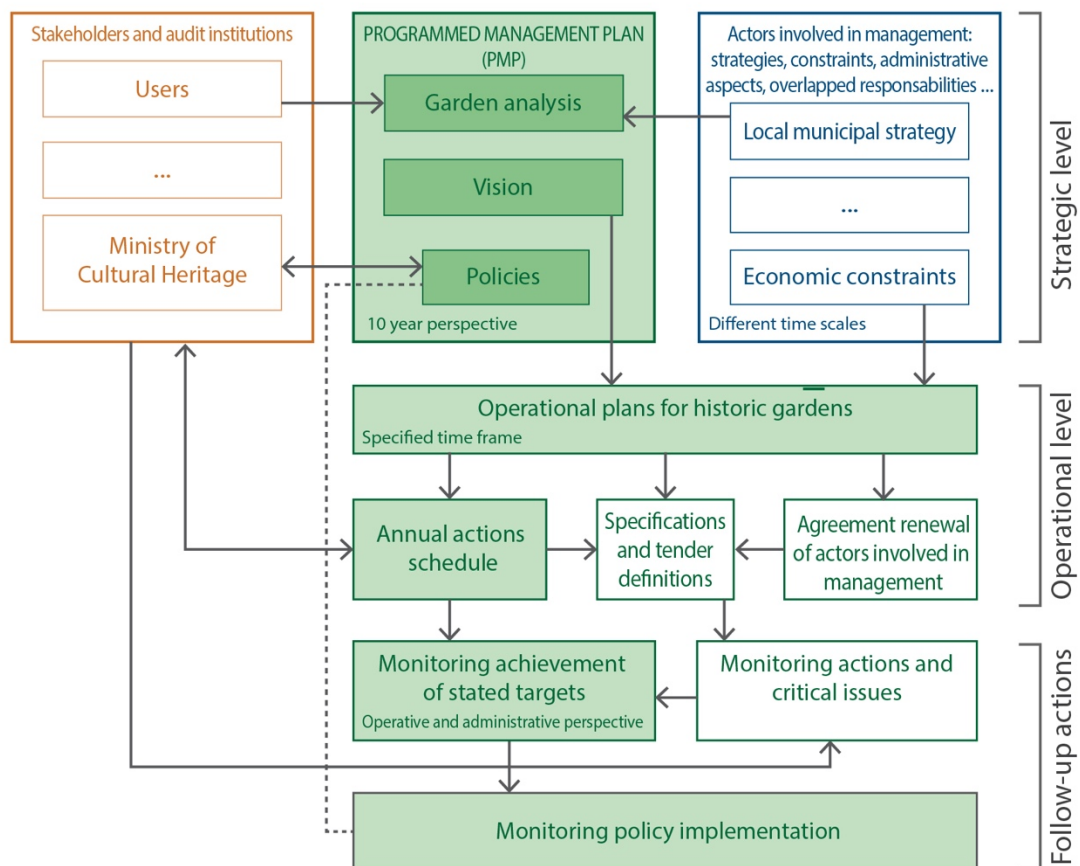 Stakeholders and audit institutions
Users
...
Ministry of
Cultural Heritage
PROGRAMMED MANAGEMENT PLAN
(PMP)
Garden analysis
Vision
Policies
10 year perspective
Actors involved in management:
strategies, constraints, administrative
aspects, overlapped responsabilities ...
Local municipal strategy
...
Economic constraints
Different time scales
Strategic level
Operational plans for historic gardens
Specified time frame
Annual actions
schedule
Specifications
and tender
definitions
Agreement renewal
of actors involved in
management
Operational level
Monitoring achievement
of stated targets
Operative and administrative perspective
Monitoring actions and
critical issues
Monitoring policy implementation
Follow-up actions